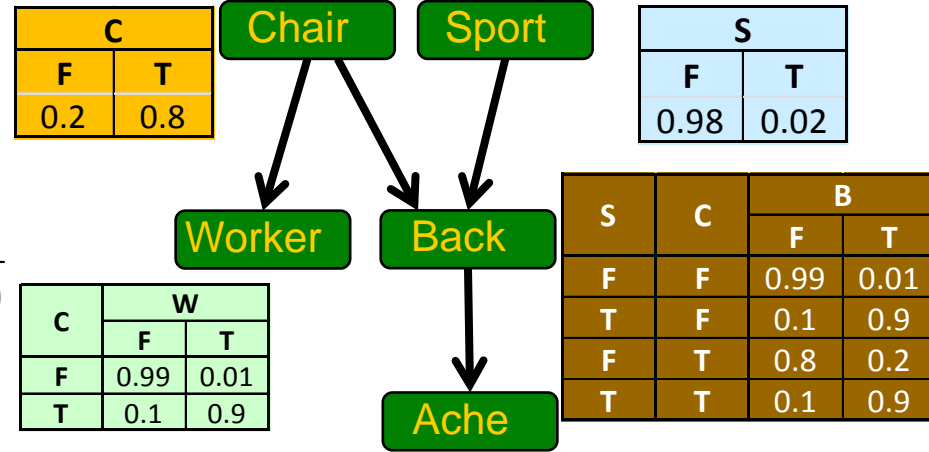 C
F T
0.2 0.8
Chair
Sport
S
F T
0.98 0.02
Worker
Back
S C B
F T
F F 0.99 0.01
T F 0.1 0.9
F T 0.8 0.2
T T 0.1 0.9
)
C W
F T
F 0.99 0.01
T 0.1 0.9
Ache